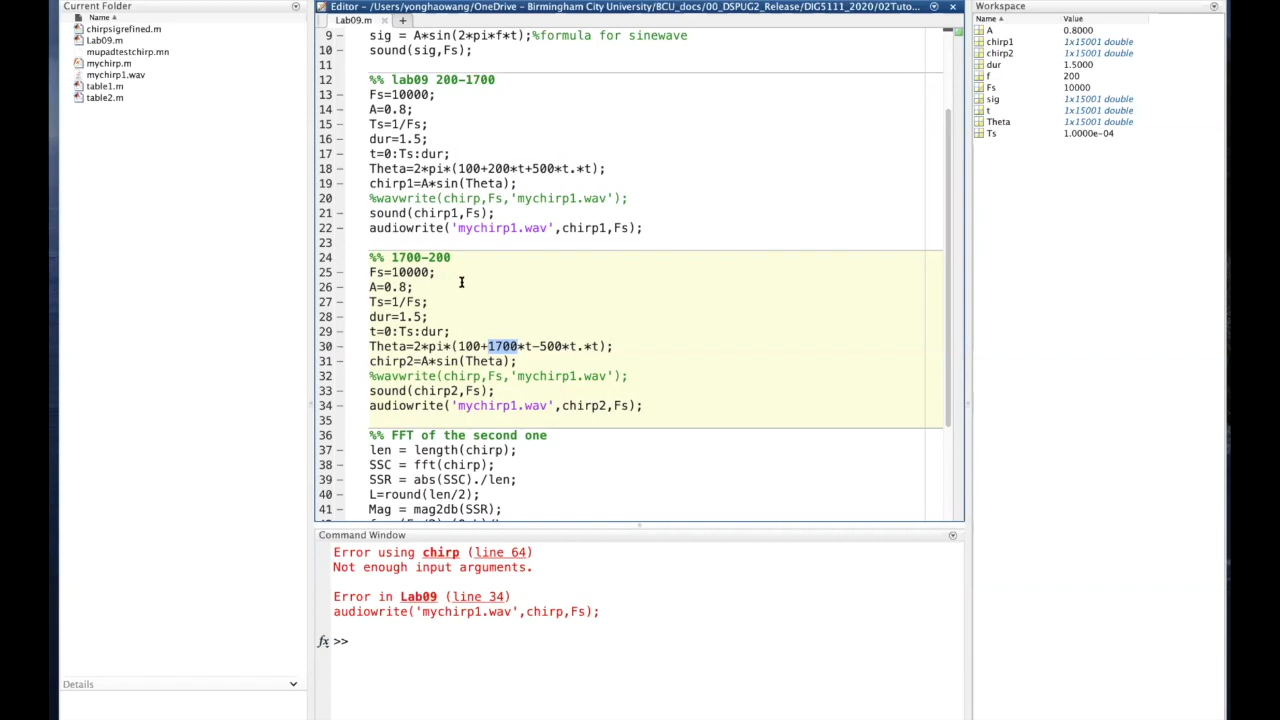 Current Folder
Name
chirpsigrefined.m
Lab09.m
mupadtestchirp.mn
mychirp.m
mychirp1.wav
table1.m
table2.m
Details
Editor - /Users/yonghaowang/OneDrive - Birmingham City University/BCU_docs/00_DSPUG2_Release/DIG5111_2020/02Tuto...
Lab09.m
9 - sig = A*sin(2*pi*f*t);%formula for sinewave
10 - sound(sig,Fs);
11
12 %% lab09 200-1700
13 - Fs=10000;
14 - A=0.8;
15 - Ts=1/Fs;
16 - dur=1.5;
17 - t=0:Ts:dur;
18 - Theta=2*pi*(100+200*t+500*t.*t);
19 - chirp1=A*sin(Theta);
20 %wavwrite(chirp,Fs,'mychirp1.wav');
21 - sound(chirp1,Fs);
22 - audiowrite('mychirp1.wav',chirp1,Fs);
23
24 %% 1700-200
25 - Fs=10000;
26 - A=0.8;
27 - Ts=1/Fs;
28 - dur=1.5;
29 - t=0:Ts:dur;
30 - Theta=2*pi*(100+1700*t-500*t.*t);
31 - chirp2=A*sin(Theta);
32 %wavwrite(chirp,Fs,'mychirp1.wav');
33 - sound(chirp2,Fs);
34 - audiowrite('mychirp1.wav',chirp2,Fs);
35
36 %% FFT of the second one
37 - len = length(chirp);
38 - SSC = fft(chirp);
39 - SSR = abs(SSC)./len;
40 - L=round(len/2);
41 - Mag = mag2db(SSR);
Command Window
Error using chirp (line 64)
Not enough input arguments.
Error in Lab09 (line 34)
audiowrite('mychirp1.wav',chirp,Fs);
fx >>
Workspace
Name Value
A 0.8000
chirp1 1x15001 double
chirp2 1x15001 double
dur 1.5000
f 200
Fs 10000
sig 1x15001 double
t 1x15001 double
Theta 1x15001 double
Ts 1.0000e-04